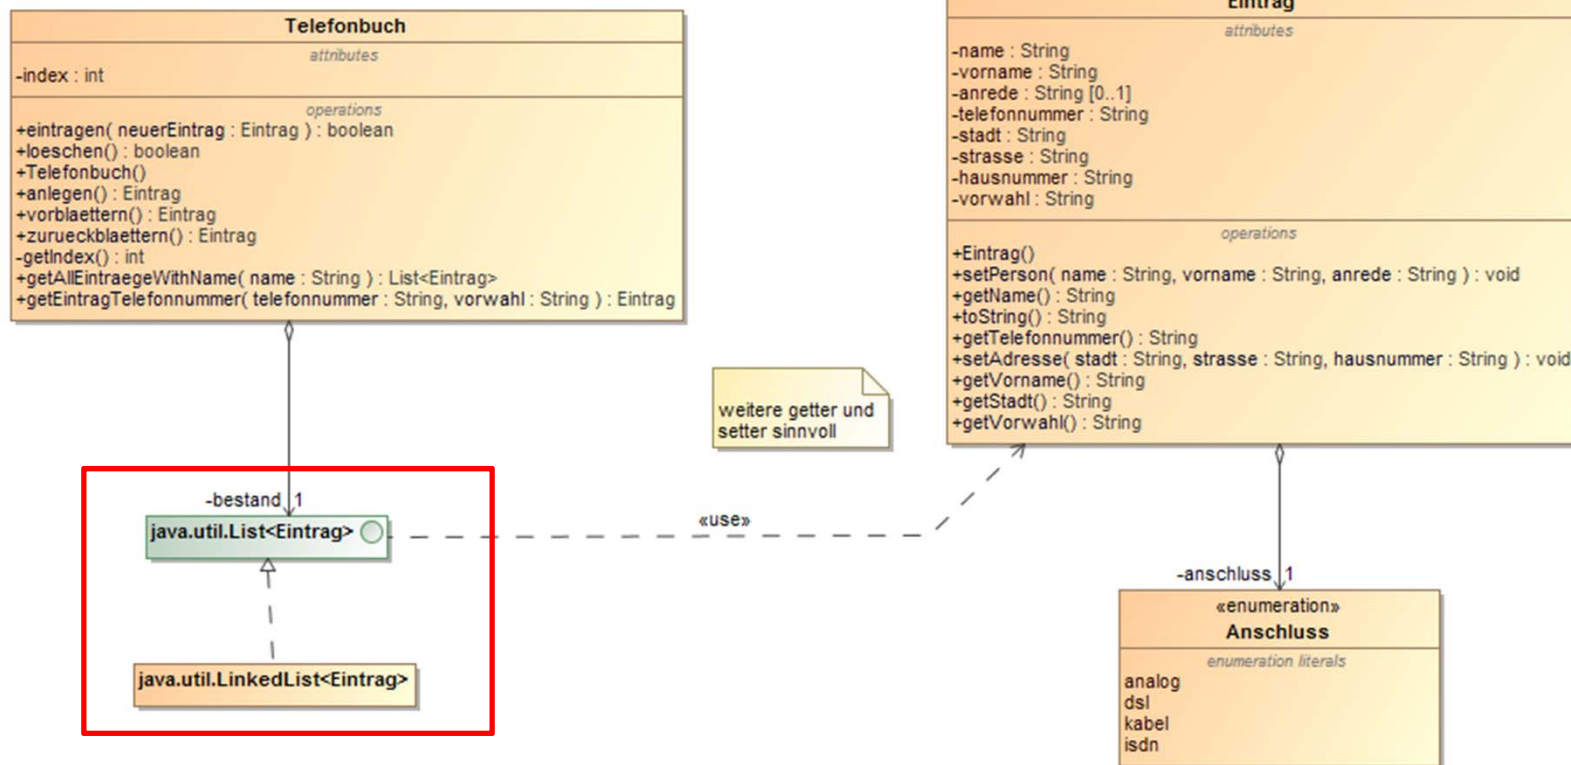 Telefonbuch
attributes
-index : int
operations
+eintragen( neuerEintrag : Eintrag ) : boolean
+loeschen() : boolean
+Telefonbuch()
+anlegen() : Eintrag
+vorblaettern() : Eintrag
+zurueckblaettern() : Eintrag
-getIndex() : int
+getAllEintraegeWithName( name : String ) : List<Eintrag>
+getEintragTelefonnummer( telefonnummer : String, vorwahl : String ) : Eintrag
Eintrag
attributes
-name : String
-vorname : String
-anrede : String [0..1]
-telefonnummer : String
-stadt : String
-strasse : String
-hausnummer : String
-vorwahl : String
operations
+Eintrag()
+setPerson( name : String, vorname : String, anrede : String ) : void
+getName() : String
+toString() : String
+getTelefonnummer() : String
+setAdresse( stadt : String, strasse : String, hausnummer : String ) : void
+getVorname() : String
+getStadt() : String
+getVorwahl() : String
weitere getter und
setter sinnvoll
-bestand 1
java.util.List<Eintrag>
«use»
java.util.LinkedList<Eintrag>
-anschluss 1
«enumeration»
Anschluss
enumeration literals
analog
dsl
kabel
isdn